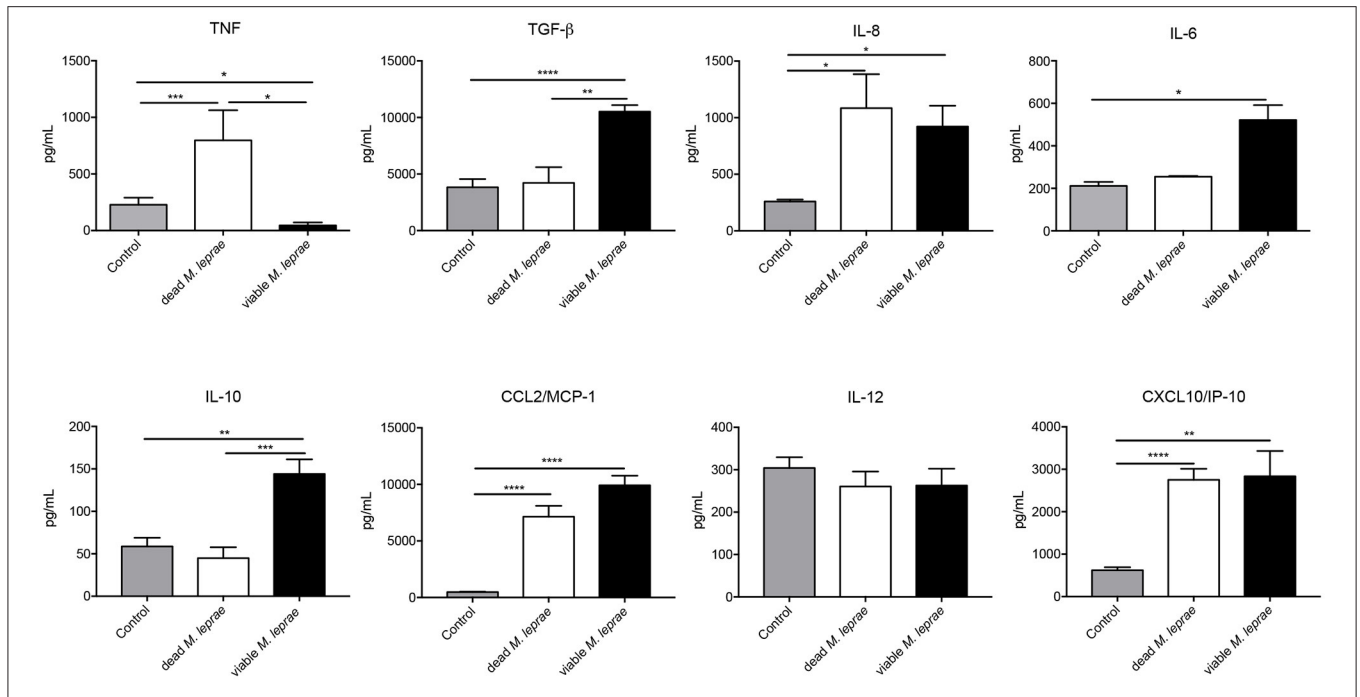 TNF
*
***
*
pg/mL
1500
1000
500
0
Control
dead M. leprae
viable M. leprae
TGF-β
****
**
pg/mL
15000
10000
5000
0
Control
dead M. leprae
viable M. leprae
IL-8
*
*
pg/mL
1500
1000
500
0
Control
dead M. leprae
viable M. leprae
IL-6
*
pg/mL
800
600
400
200
0
Control
dead M. leprae
viable M. leprae
IL-10
**
***
pg/mL
200
150
100
50
0
Control
dead M. leprae
viable M. leprae
CCL2/MCP-1
****
****
pg/mL
15000
10000
5000
0
Control
dead M. leprae
viable M. leprae
IL-12
pg/mL
400
300
200
100
0
Control
dead M. leprae
viable M. leprae
CXCL10/IP-10
**
****
pg/mL
4000
3000
2000
1000
0
Control
dead M. leprae
viable M. leprae